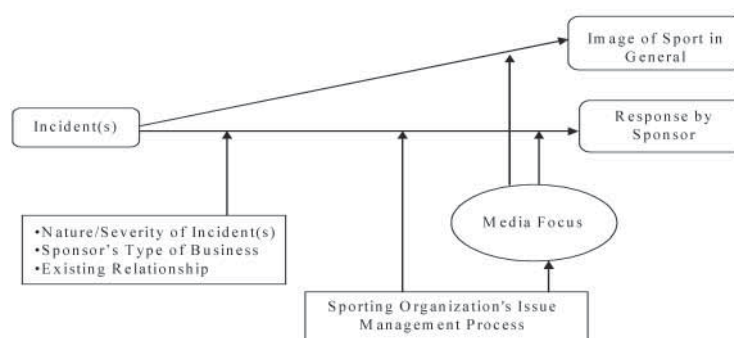 Image of Sport in
General
Incident(s)
Response by
Sponsor
•Nature/Severity of Incident(s)
•Sponsor's Type of Business
•Existing Relationship
Media Focus
Sporting Organization's Issue
Management Process